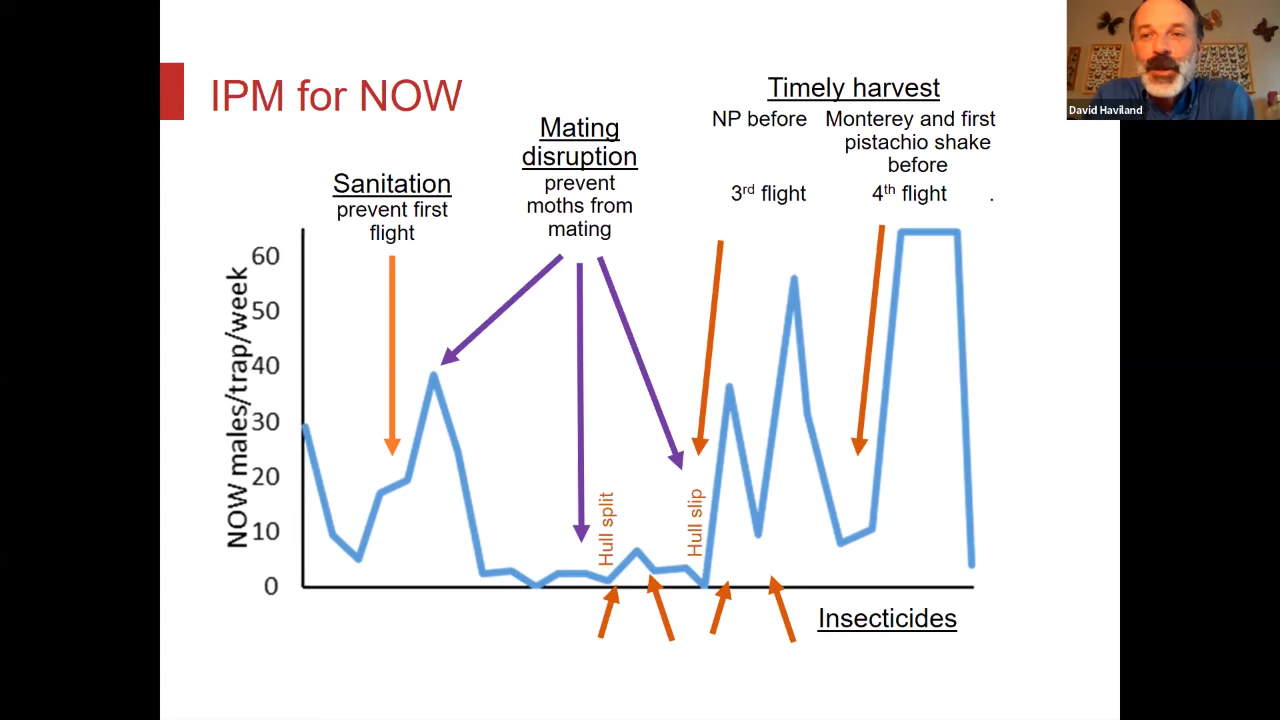 IPM for NOW
David Haviland
Timely harvest
NP before
Monterey and first
pistachio shake
before
3rd flight
4th flight .
Mating
disruption
prevent
moths from
mating
Sanitation
prevent first
flight
NOW males/trap/week
60
50
40
30
20
10
0
Hull split
Hull slip
Insecticides